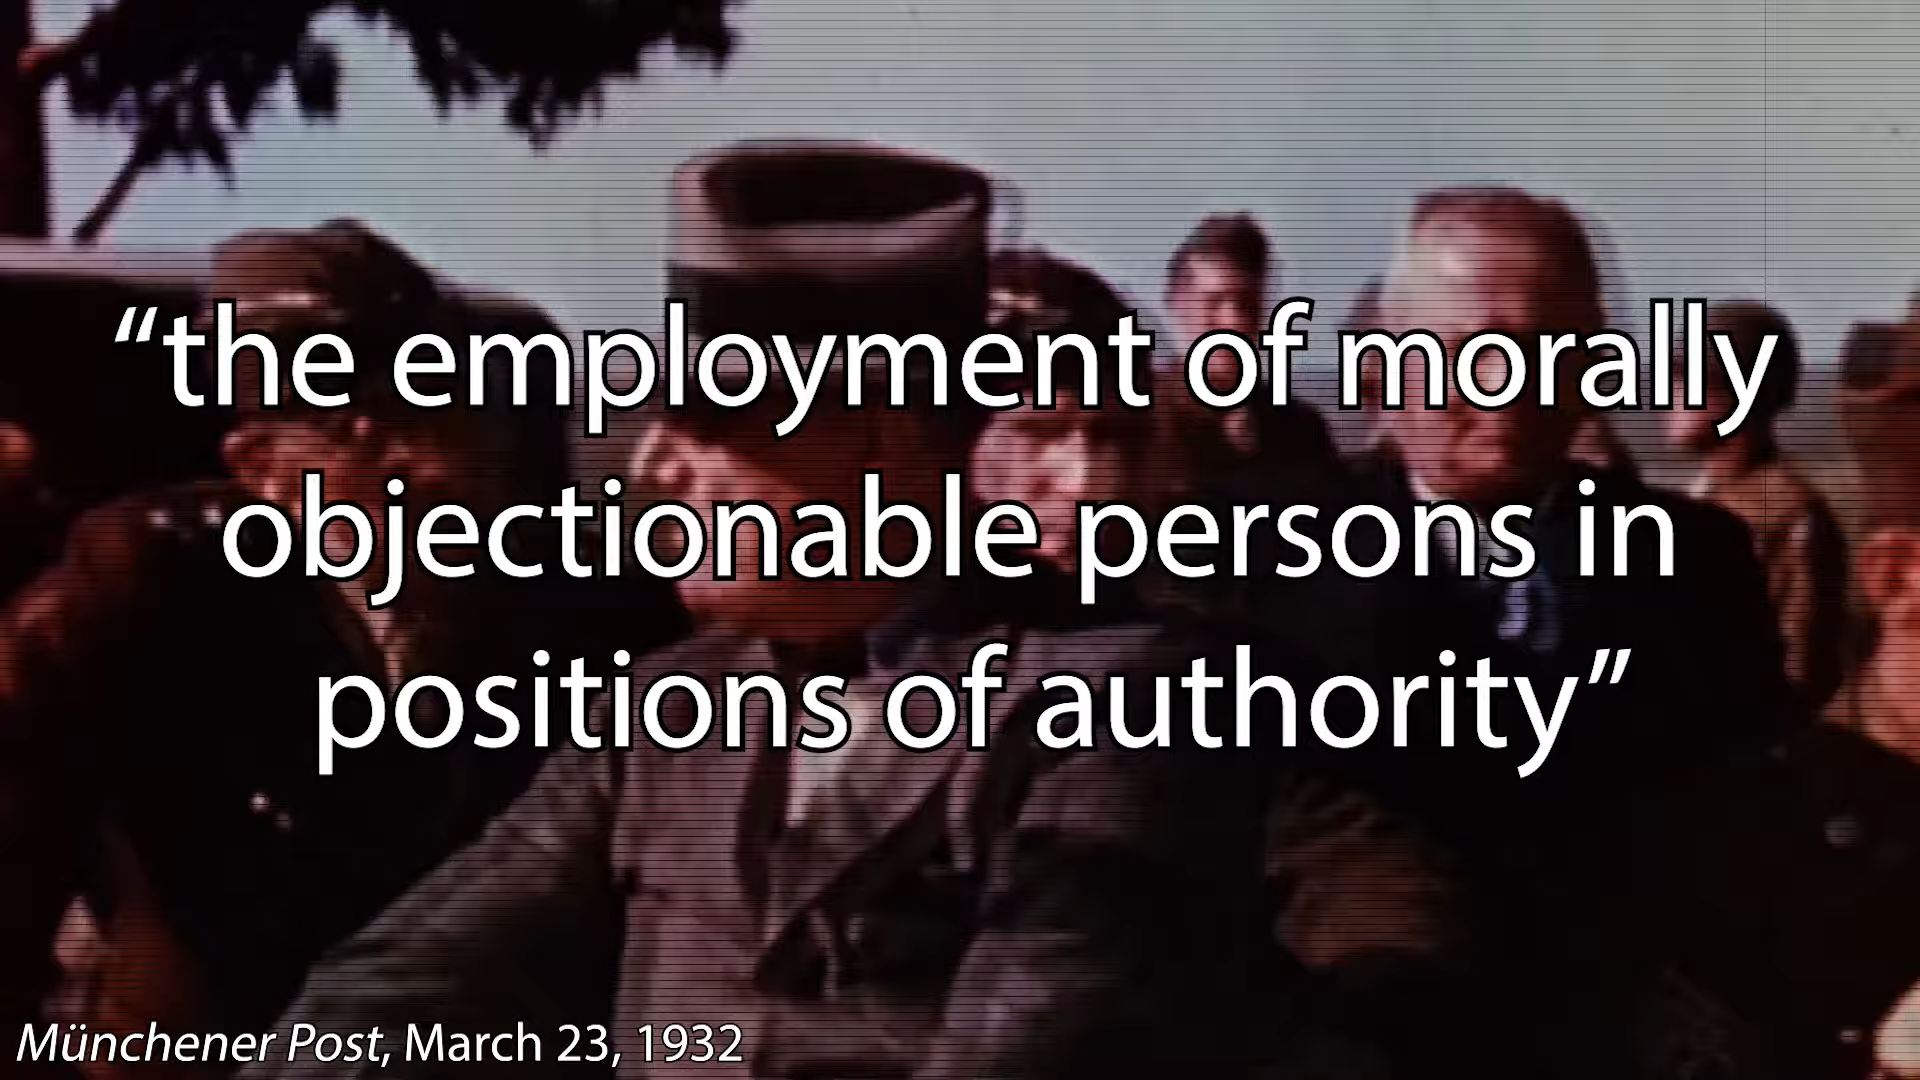 “the employment of morally
objectionable persons in
positions of authority”
Münchener Post, March 23, 1932